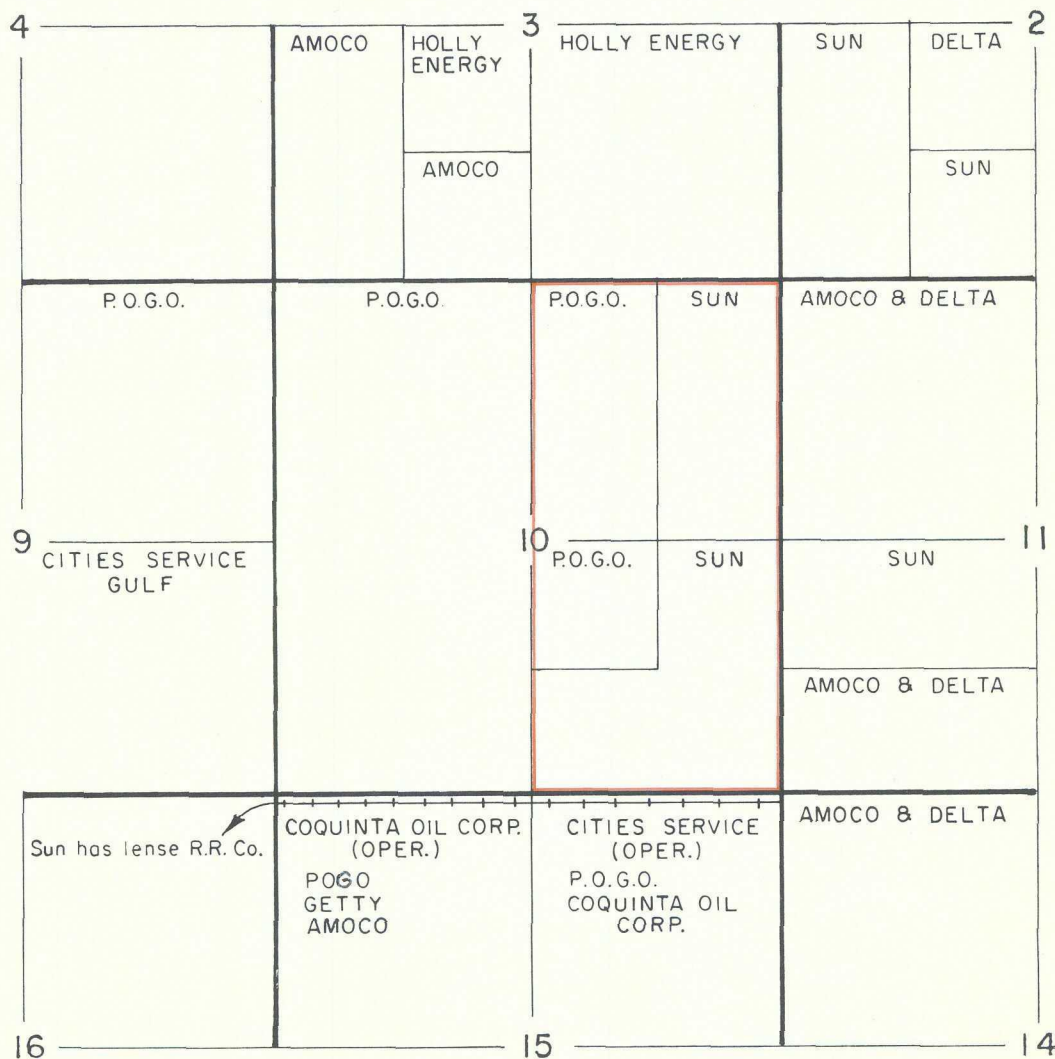 4
3
2
AMOCO
HOLLY
ENERGY
HOLLY ENERGY
SUN
DELTA
AMOCO
SUN
P.O.G.O.
P.O.G.O.
P.O.G.O.
SUN
AMOCO & DELTA
9
10
11
CITIES SERVICE
GULF
P.O.G.O.
SUN
SUN
AMOCO & DELTA
Sun has lense R.R. Co.
COQUINTA OIL CORP.
(OPER.)
POGO
GETTY
AMOCO
CITIES SERVICE
(OPER.)
P.O.G.O.
COQUINTA OIL
CORP.
AMOCO & DELTA
16
15
14